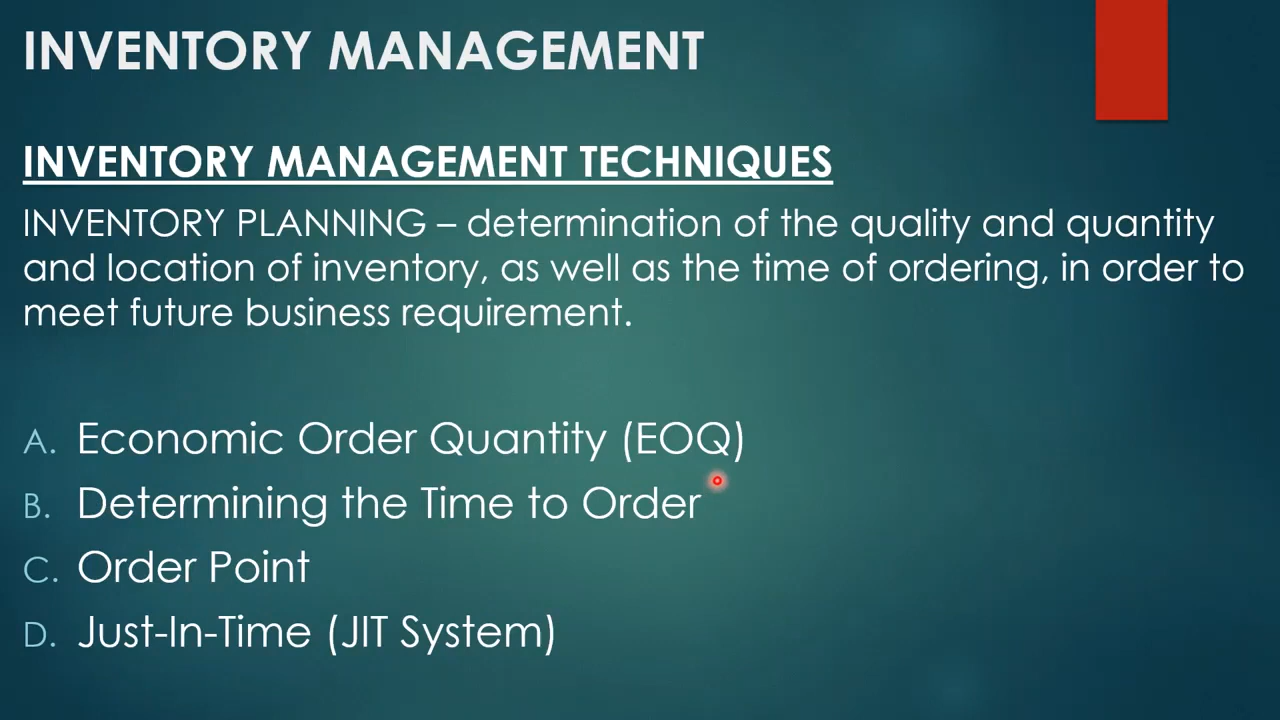 INVENTORY MANAGEMENT
INVENTORY MANAGEMENT TECHNIQUES
INVENTORY PLANNING – determination of the quality and quantity
and location of inventory, as well as the time of ordering, in order to
meet future business requirement.
A. Economic Order Quantity (EOQ)
B. Determining the Time to Order
C. Order Point
D. Just-In-Time (JIT System)